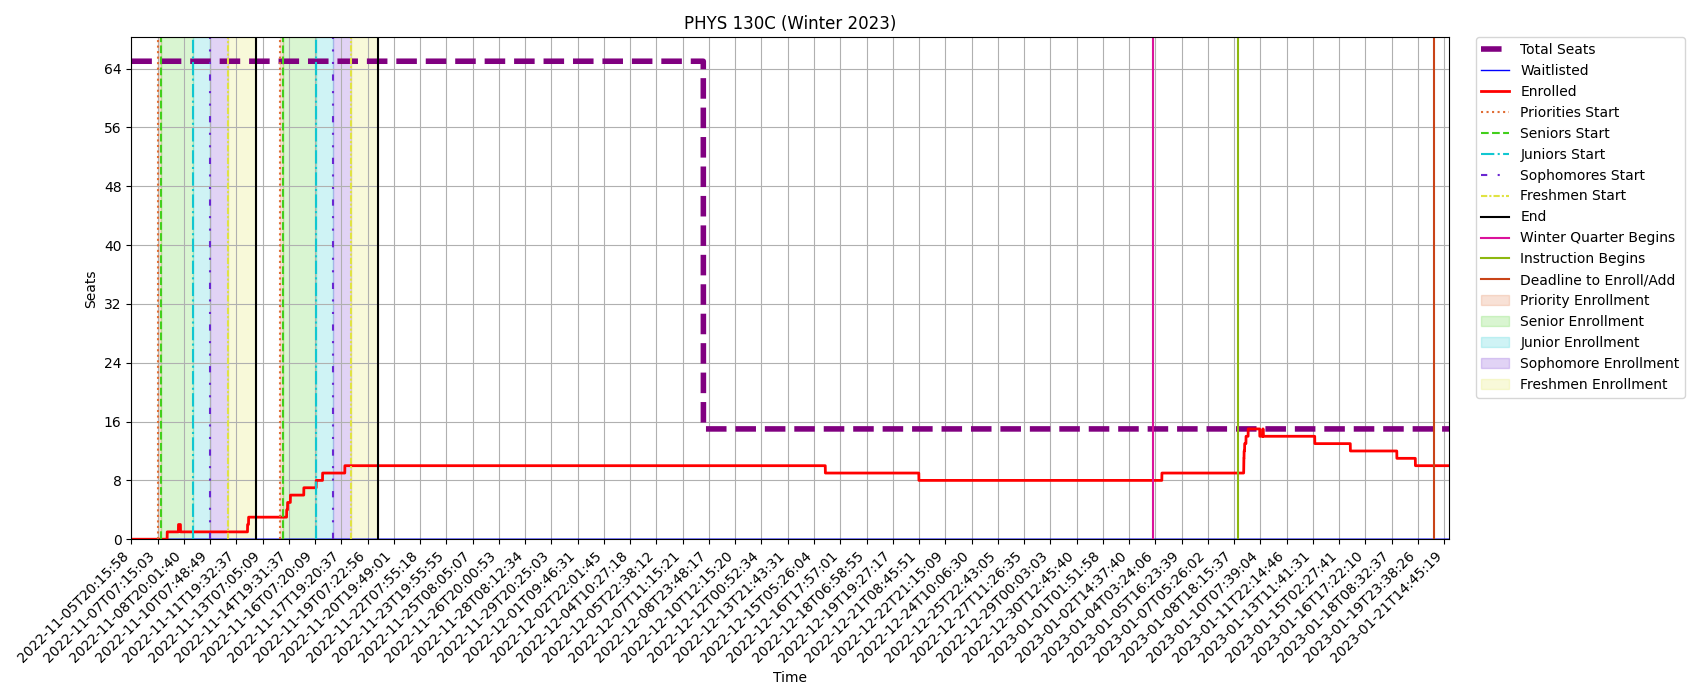 PHYS 130C (Winter 2023)
Seats
64
56
48
40
32
24
16
8
0
2022-11-05T20:15:58
2022-11-07T07:15:03
2022-11-08T20:01:40
2022-11-10T07:48:49
2022-11-11T19:32:37
2022-11-13T07:05:09
2022-11-14T19:31:37
2022-11-16T07:20:09
2022-11-17T19:20:37
2022-11-19T07:22:56
2022-11-20T19:49:01
2022-11-22T07:55:18
2022-11-23T19:55:55
2022-11-25T08:05:07
2022-11-26T20:00:53
2022-11-28T08:12:34
2022-11-29T20:25:03
2022-12-01T09:46:31
2022-12-02T22:01:45
2022-12-04T10:27:18
2022-12-05T22:38:12
2022-12-07T11:15:21
2022-12-08T23:48:17
2022-12-10T12:15:20
2022-12-12T00:52:34
2022-12-13T21:43:31
2022-12-15T05:26:04
2022-12-16T17:57:01
2022-12-18T06:58:55
2022-12-19T19:27:17
2022-12-21T08:45:51
2022-12-22T21:15:09
2022-12-24T10:06:30
2022-12-25T22:43:05
2022-12-27T11:26:35
2022-12-29T00:03:03
2022-12-30T12:45:40
2023-01-01T01:51:58
2023-01-02T14:37:40
2023-01-04T03:24:06
2023-01-05T16:23:39
2023-01-07T05:26:02
2023-01-08T18:15:37
2023-01-10T07:39:04
2023-01-11T22:14:46
2023-01-13T11:41:31
2023-01-15T02:27:41
2023-01-16T17:22:10
2023-01-18T08:32:37
2023-01-19T23:38:26
2023-01-21T14:45:19
Time
Total Seats
Waitlisted
Enrolled
Priorities Start
Seniors Start
Juniors Start
Sophomores Start
Freshmen Start
End
Winter Quarter Begins
Instruction Begins
Deadline to Enroll/Add
Priority Enrollment
Senior Enrollment
Junior Enrollment
Sophomore Enrollment
Freshmen Enrollment